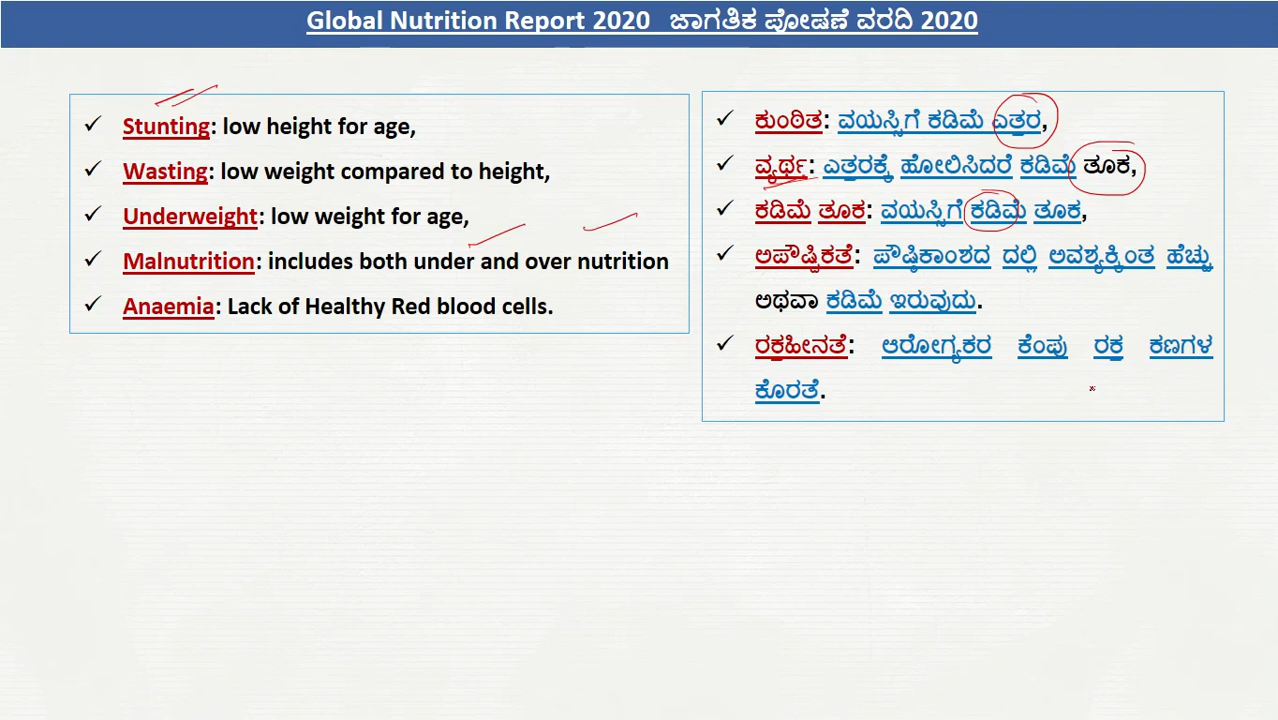 Global Nutrition Report 2020 ಜಾಗತಿಕ ಪೋಷಣೆ ವರದಿ 2020
✓ Stunting: low height for age,
✓ Wasting: low weight compared to height,
✓ Underweight: low weight for age,
✓ Malnutrition: includes both under and over nutrition
✓ Anaemia: Lack of Healthy Red blood cells.
✓ ಕುಂಠಿತ: ವಯಸ್ಸಿಗೆ ಕಡಿಮೆ ಎತ್ತರ,
✓ ವ್ಯರ್ಥ: ಎತ್ತರಕ್ಕೆ ಹೋಲಿಸಿದರೆ ಕಡಿಮೆ ತೂಕ,
✓ ಕಡಿಮೆ ತೂಕ: ವಯಸ್ಸಿಗೆ ಕಡಿಮೆ ತೂಕ,
✓ ಅಪೌಷ್ಟಿಕತೆ: ಪೌಷ್ಠಿಕಾಂಶದ ದಲ್ಲಿ ಅವಶ್ಯಕ್ಕಿಂತ ಹೆಚ್ಚು
ಅಥವಾ ಕಡಿಮೆ ಇರುವುದು.
✓ ರಕ್ತಹೀನತೆ: ಆರೋಗ್ಯಕರ ಕೆಂಪು ರಕ್ತ ಕಣಗಳ
ಕೊರತೆ.